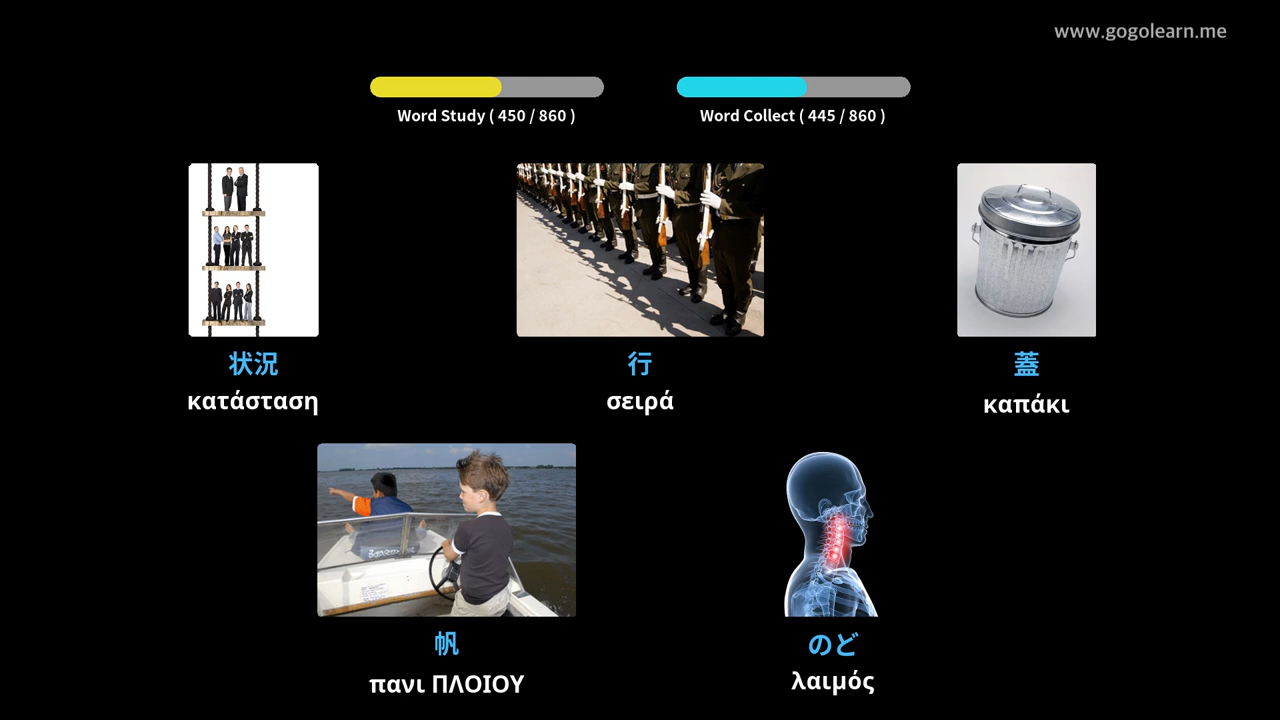 www.gogolearn.me
Word Study ( 450 / 860 )
Word Collect ( 445 / 860 )
状況
κατάσταση
行
σειρά
蓋
καπάκι
帆
πανι ΠΛΟΙΟΥ
のど
λαιμός